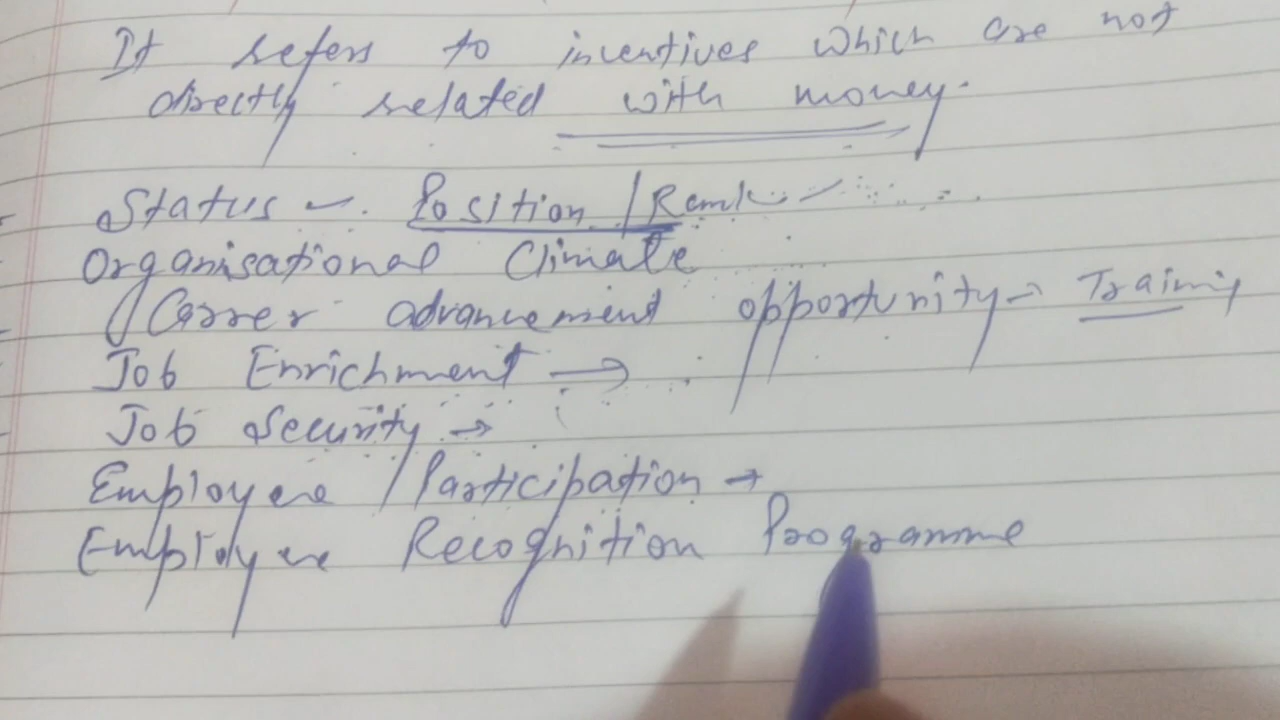 It refers to incentives which are not
directly related with money.
Status - Position / Rank -
Organisational Climate
Carrer advancement opportunity - Training
Job Enrichment →
Job Security →
Employee / Participation →
Employee Recognition Programme